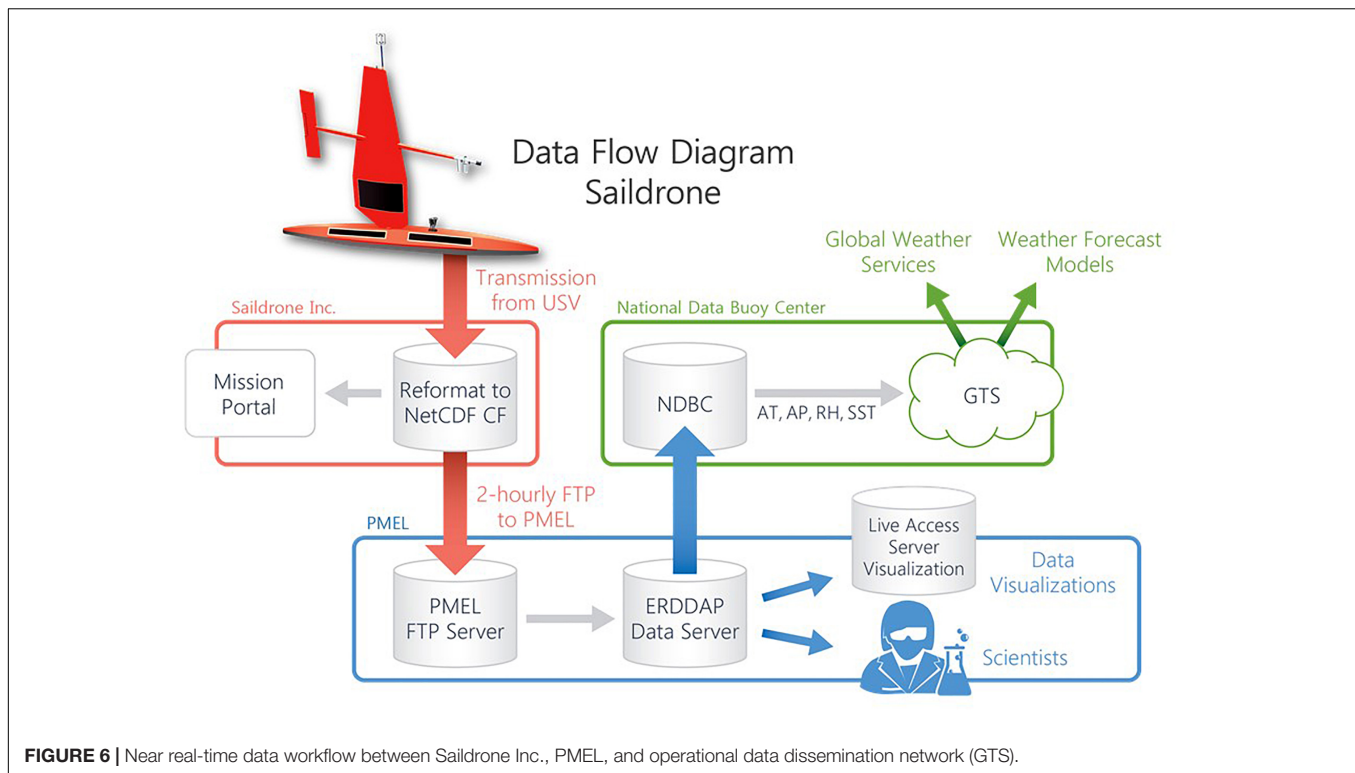 Data Flow Diagram
Saildrone
Transmission
from USV
Global Weather
Services
Weather Forecast
Models
Saildrone Inc.
National Data Buoy Center
Mission
Portal
Reformat to
NetCDF CF
NDBC
AT, AP, RH, SST
GTS
2-hourly FTP
to PMEL
PMEL
PMEL
FTP Server
ERDDAP
Data Server
Live Access
Server
Visualization
Data
Visualizations
Scientists
FIGURE 6 | Near real-time data workflow between Saildrone Inc., PMEL, and operational data dissemination network (GTS).